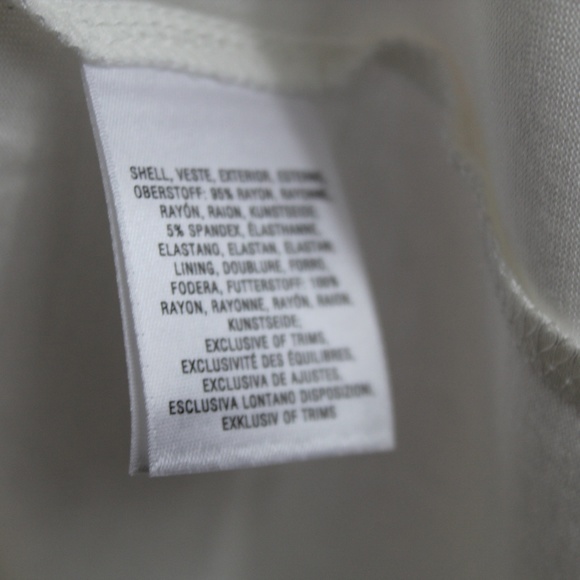 SHELL, VESTE, EXTERIOR, ESTERNE,
OBERSTOFF: 95% RAYON, RAYONNE,
RAYÓN, RAION, KUNSTSEIDE
5% SPANDEX, ÉLASTHANNE,
ELASTANO, ELASTAN, ELASTAN
LINING, DOUBLURE, FORRO,
FODERA, FUTTERSTOFF: 100%
RAYON, RAYONNE, RAYÓN, RAION,
KUNSTSEIDE;
EXCLUSIVE OF TRIMS,
EXCLUSIVITÉ DES ÉQUILIBRES,
EXCLUSIVA DE AJUSTES,
ESCLUSIVA LONTANO DISPOSIZIONI,
EXKLUSIV OF TRIMS